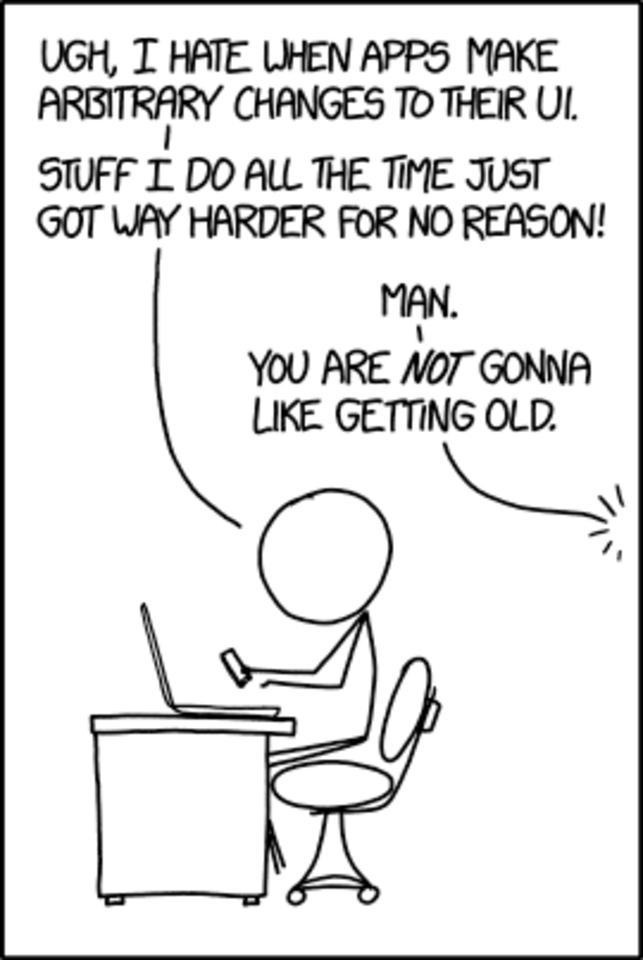 UGH, I HATE WHEN APPS MAKE
ARBITRARY CHANGES TO THEIR UI.
STUFF I DO ALL THE TIME JUST
GOT WAY HARDER FOR NO REASON!
MAN.
YOU ARE NOT GONNA
LIKE GETTING OLD.